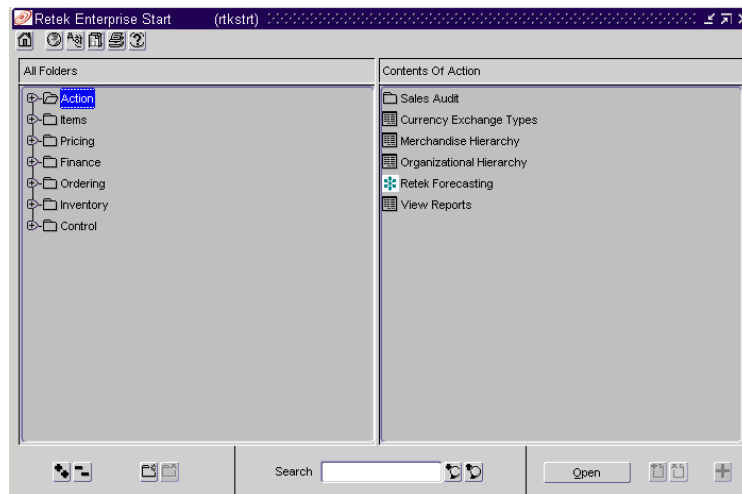 Retek Enterprise Start (rtkstrt)
All Folders
Contents Of Action
Action
Items
Pricing
Finance
Ordering
Inventory
Control
Sales Audit
Currency Exchange Types
Merchandise Hierarchy
Organizational Hierarchy
Retek Forecasting
View Reports
Search
Open